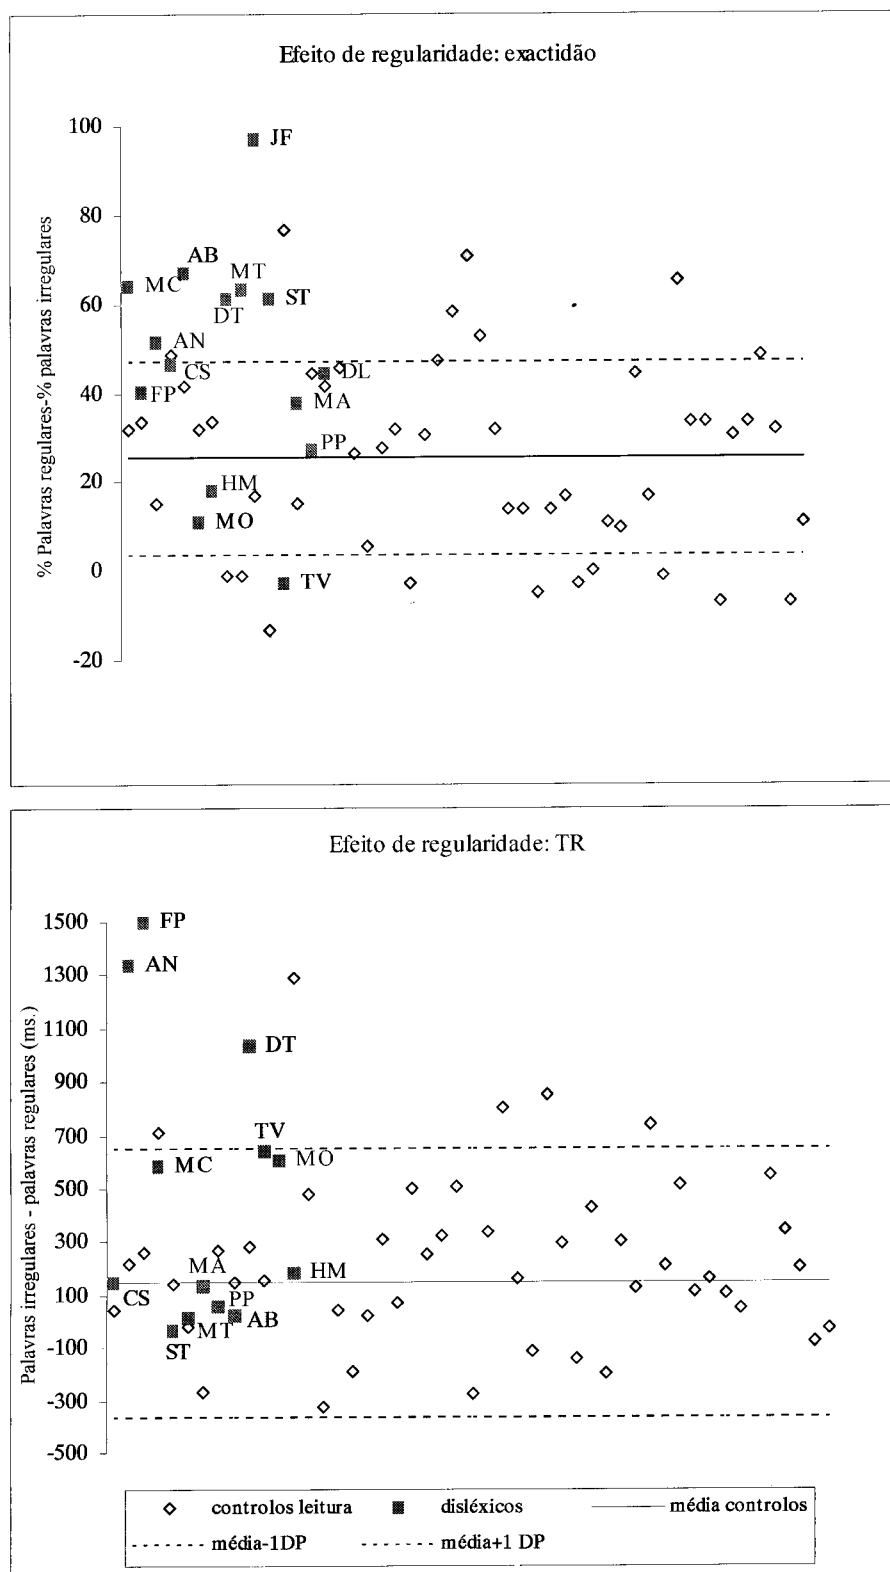 Efeito de regularidade: exactidão
% Palavras regulares-% palavras irregulares
100
80
60
40
20
0
-20
JF
AB
MC
MT
DT
ST
AN
CS
DL
FP
MA
PP
HM
MO
TV
Efeito de regularidade: TR
Palavras irregulares - palavras regulares (ms.)
1500
1300
1100
900
700
500
300
100
-100
-300
-500
FP
AN
DT
TV
MC
MO
MA
HM
CS
PP
AB
MT
ST
controlos leitura disléxicos média controlos
média-1DP média+1 DP